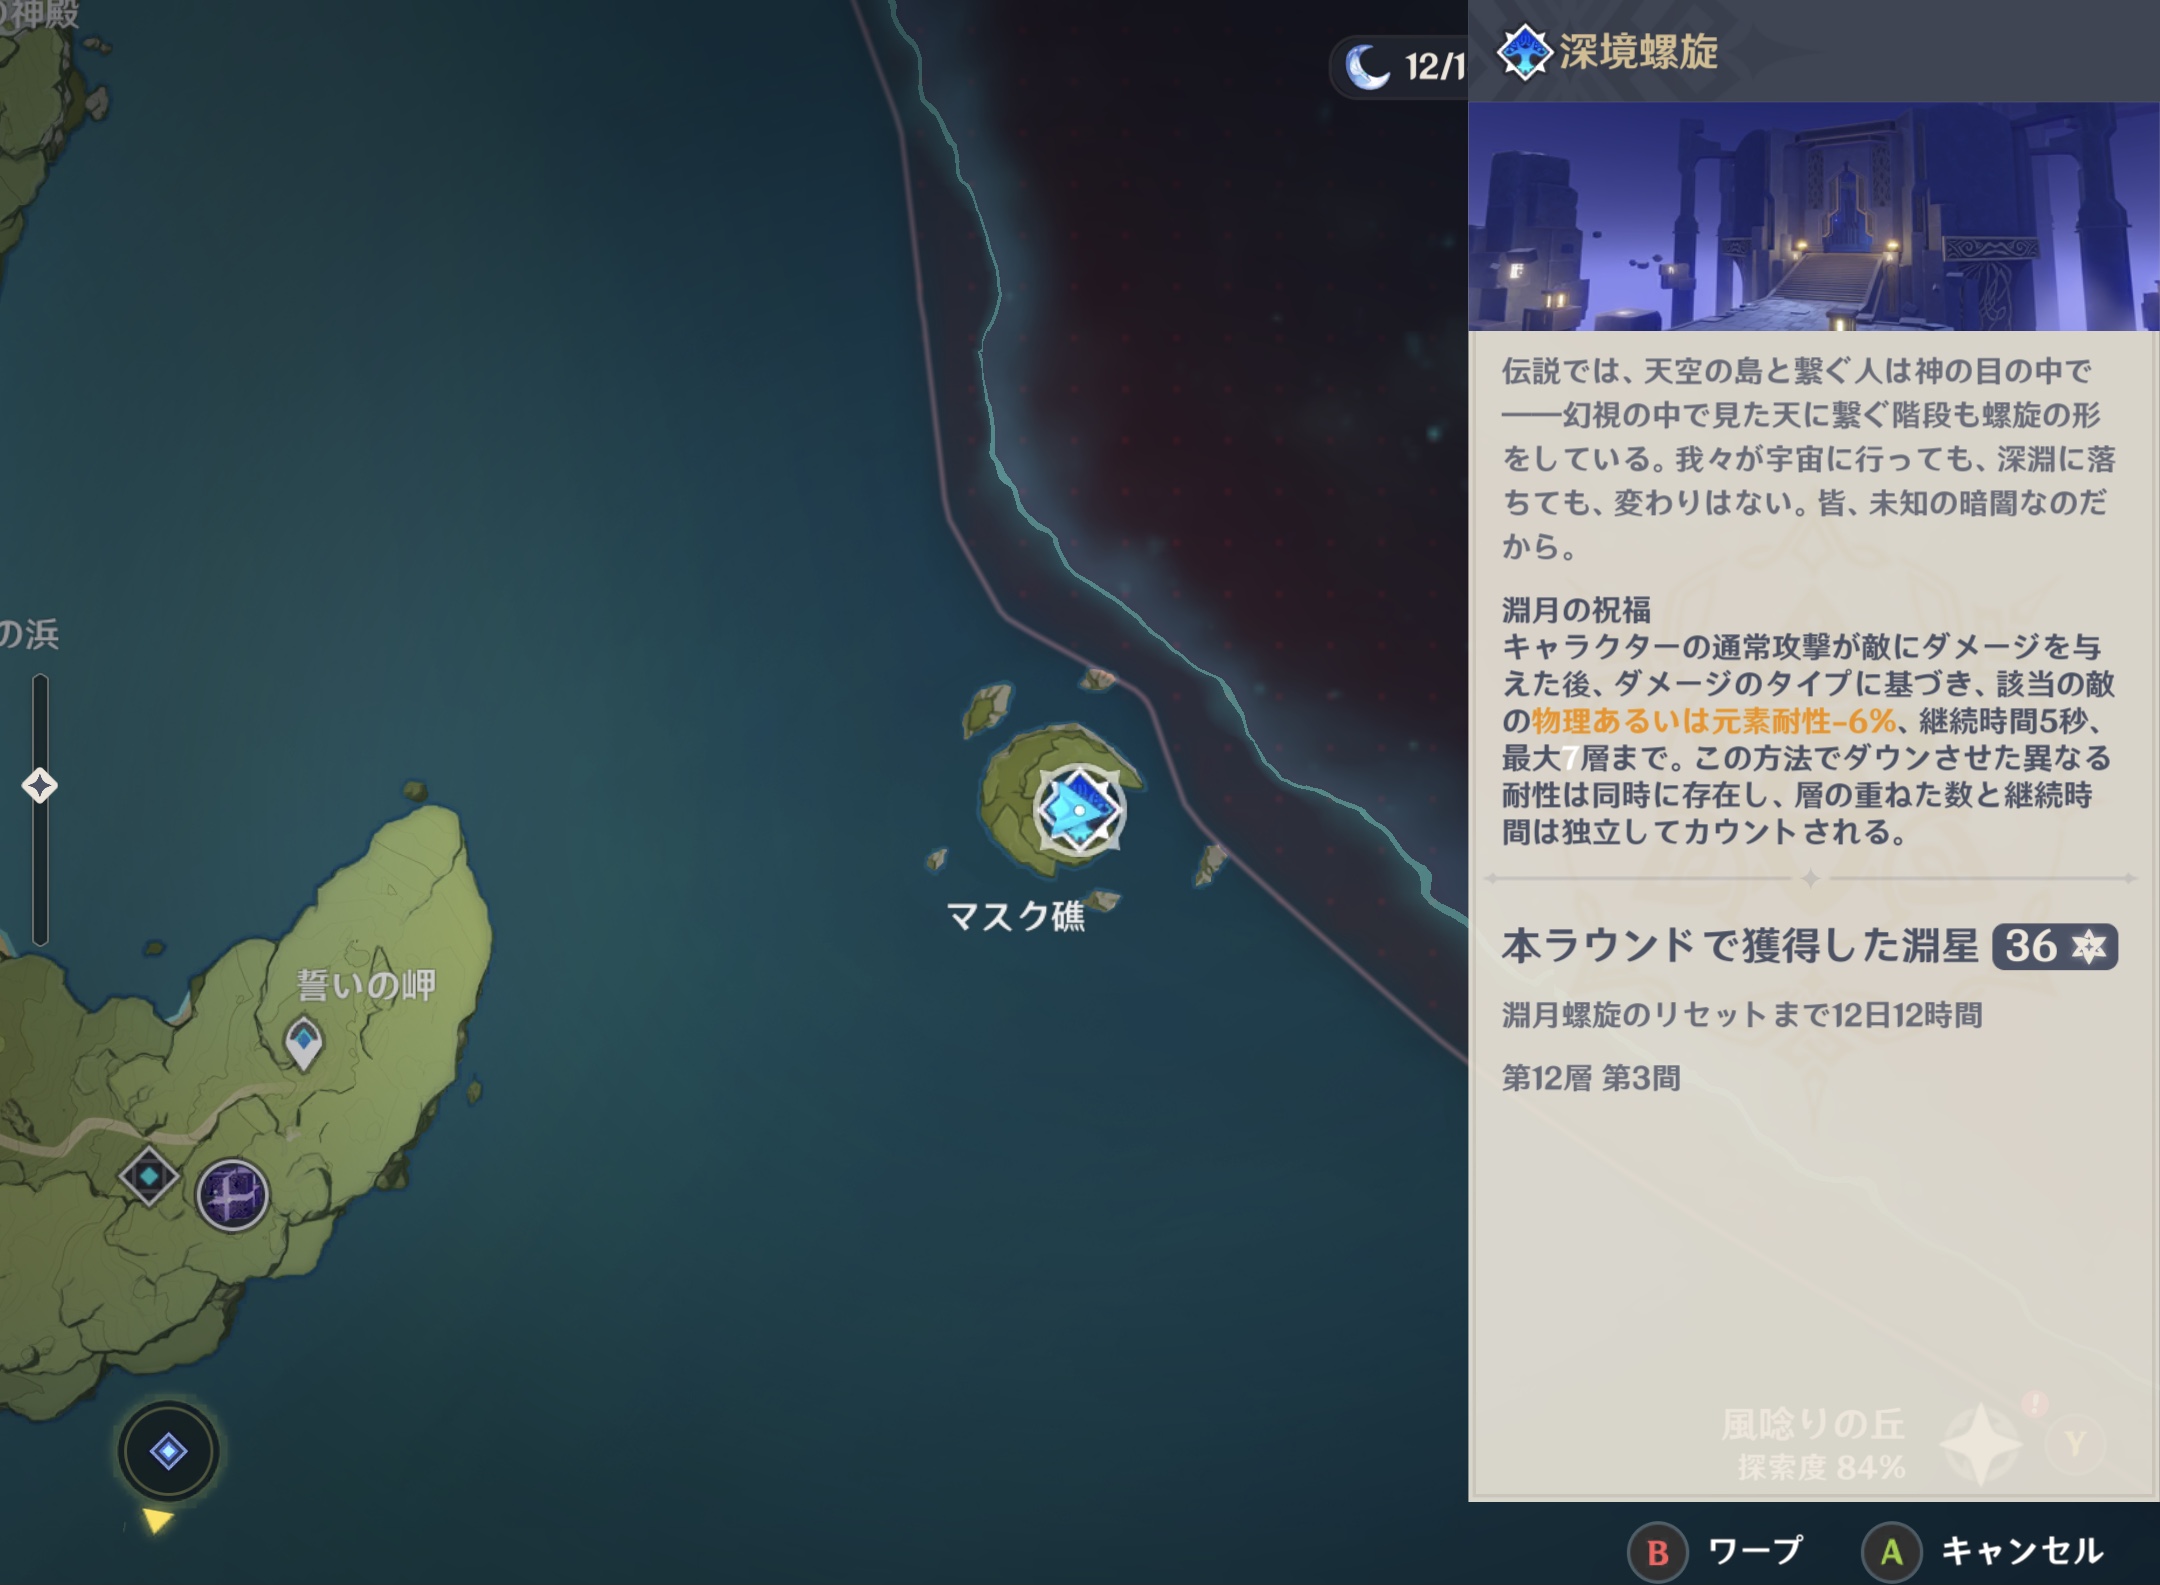 の神殿
12/1
深境螺旋
伝説では、天空の島と繋ぐ人は神の目の中で
――幻視の中で見た天に繋ぐ階段も螺旋の形
をしている。我々が宇宙に行っても、深淵に落
ちても、変わりはない。皆、未知の暗闇なのだ
から。
淵月の祝福
キャラクターの通常攻撃が敵にダメージを与
えた後、ダメージのタイプに基づき、該当の敵
の物理あるいは元素耐性-6%、継続時間5秒、
最大7層まで。この方法でダウンさせた異なる
耐性は同時に存在し、層の重ねた数と継続時
間は独立してカウントされる。
の浜
マスク礁
誓いの岬
本ラウンドで獲得した淵星 36
淵月螺旋のリセットまで12日12時間
第12層 第3間
風唸りの丘
探索度 84%
Y
B ワープ A キャンセル